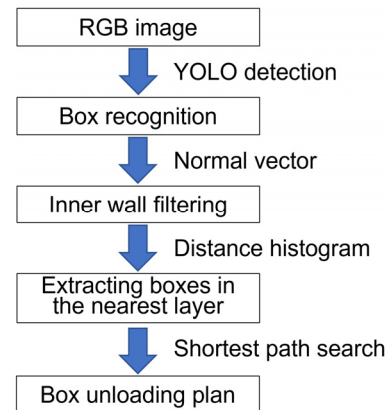 RGB image
YOLO detection
Box recognition
Normal vector
Inner wall filtering
Distance histogram
Extracting boxes in
the nearest layer
Shortest path search
Box unloading plan